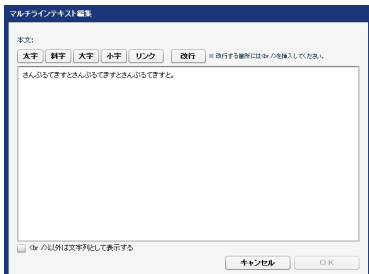 マルチラインテキスト編集
本文:
太字 斜字 大字 小字 リンク 改行 ※ 改行する箇所には<br />を挿入してください。
さんぷるてきすとさんぷるてきすとさんぷるてきすと。
<br />以外は文字列として表示する
キャンセル OK